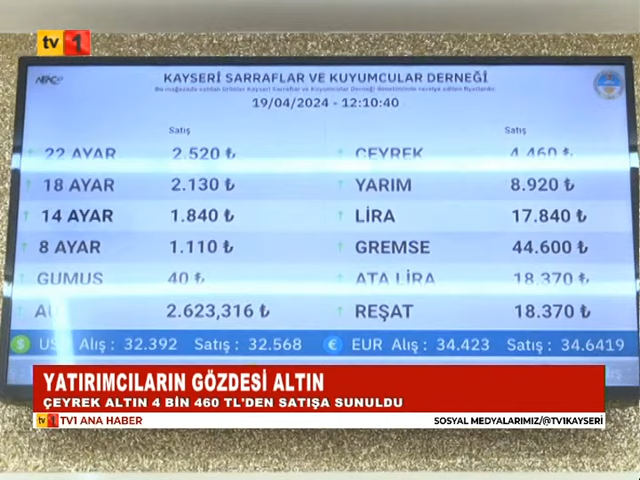 tv 1
KAYSERİ SARRAFLAR VE KUYUMCULAR DERNEĞİ
19/04/2024 - 12:10:40
Satış Satış
22 AYAR 2.520 ₺ ÇEYREK 4.460 ₺
18 AYAR 2.130 ₺ YARIM 8.920 ₺
14 AYAR 1.840 ₺ LİRA 17.840 ₺
8 AYAR 1.110 ₺ GREMSE 44.600 ₺
GUMUS 40 ₺ ATA LİRA 18.370 ₺
2.623,316 ₺ REŞAT 18.370 ₺
$ Alış : 32.392 Satış : 32.568 € EUR Alış : 34.423 Satış : 34.6419
YATIRIMCILARIN GÖZDESİ ALTIN
ÇEYREK ALTIN 4 BİN 460 TL'DEN SATIŞA SUNULDU
tv 1 TV1 ANA HABER SOSYAL MEDYALARIMIZ/@TV1KAYSERİ